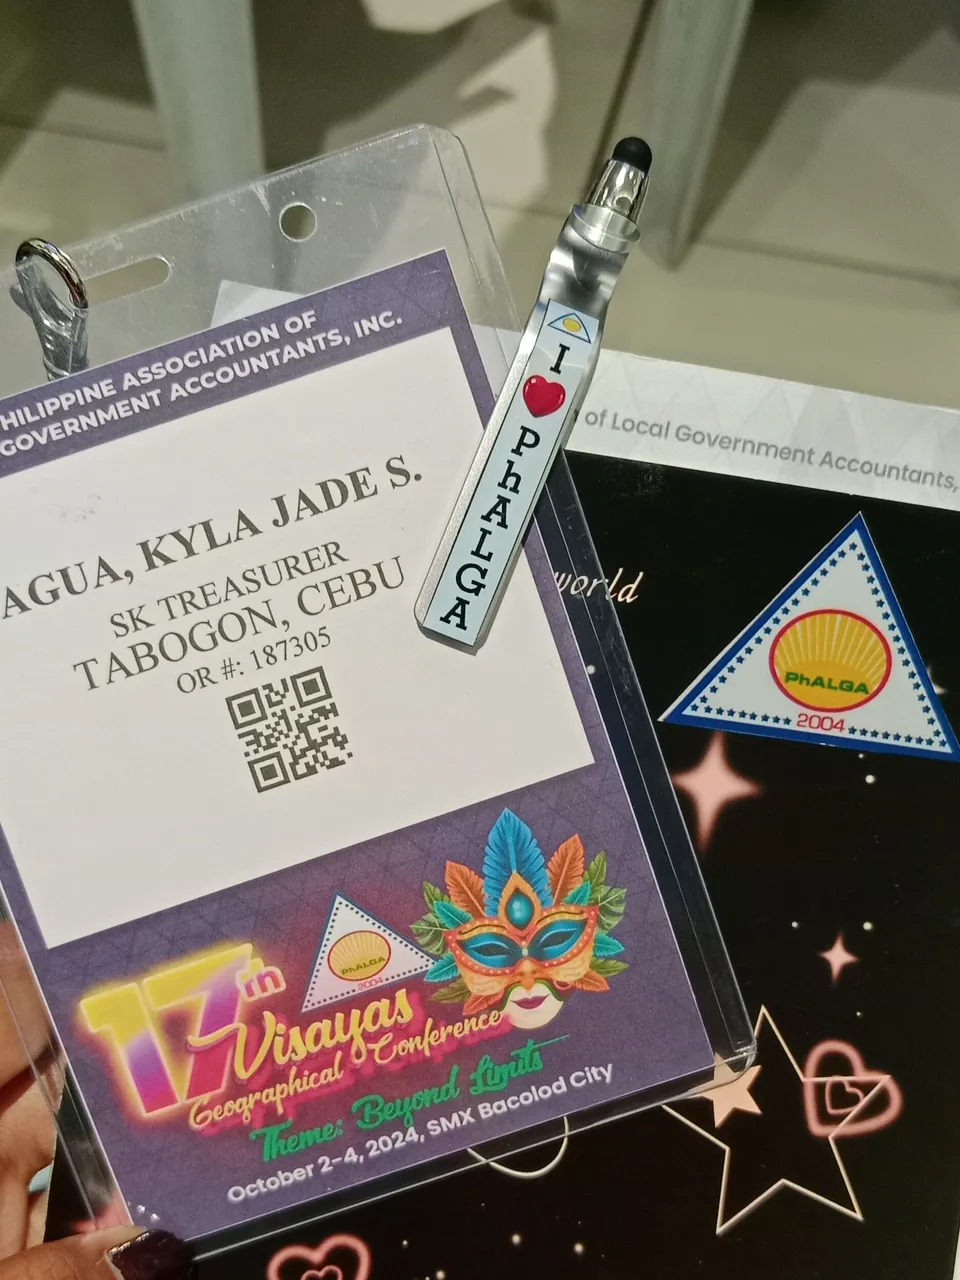 HILIPPINE ASSOCIATION OF
GOVERNMENT ACCOUNTANTS, INC.
AGUA, KYLA JADE S.
SK TREASURER
TABOGON, CEBU
OR #: 187305
PhALGA
2004
17th
Visayas
Geographical Conference
Theme: Beyond Limits
October 2-4, 2024, SMX Bacolod City
I
PhALGA
of Local Government Accountants,
world
PhALGA
2004